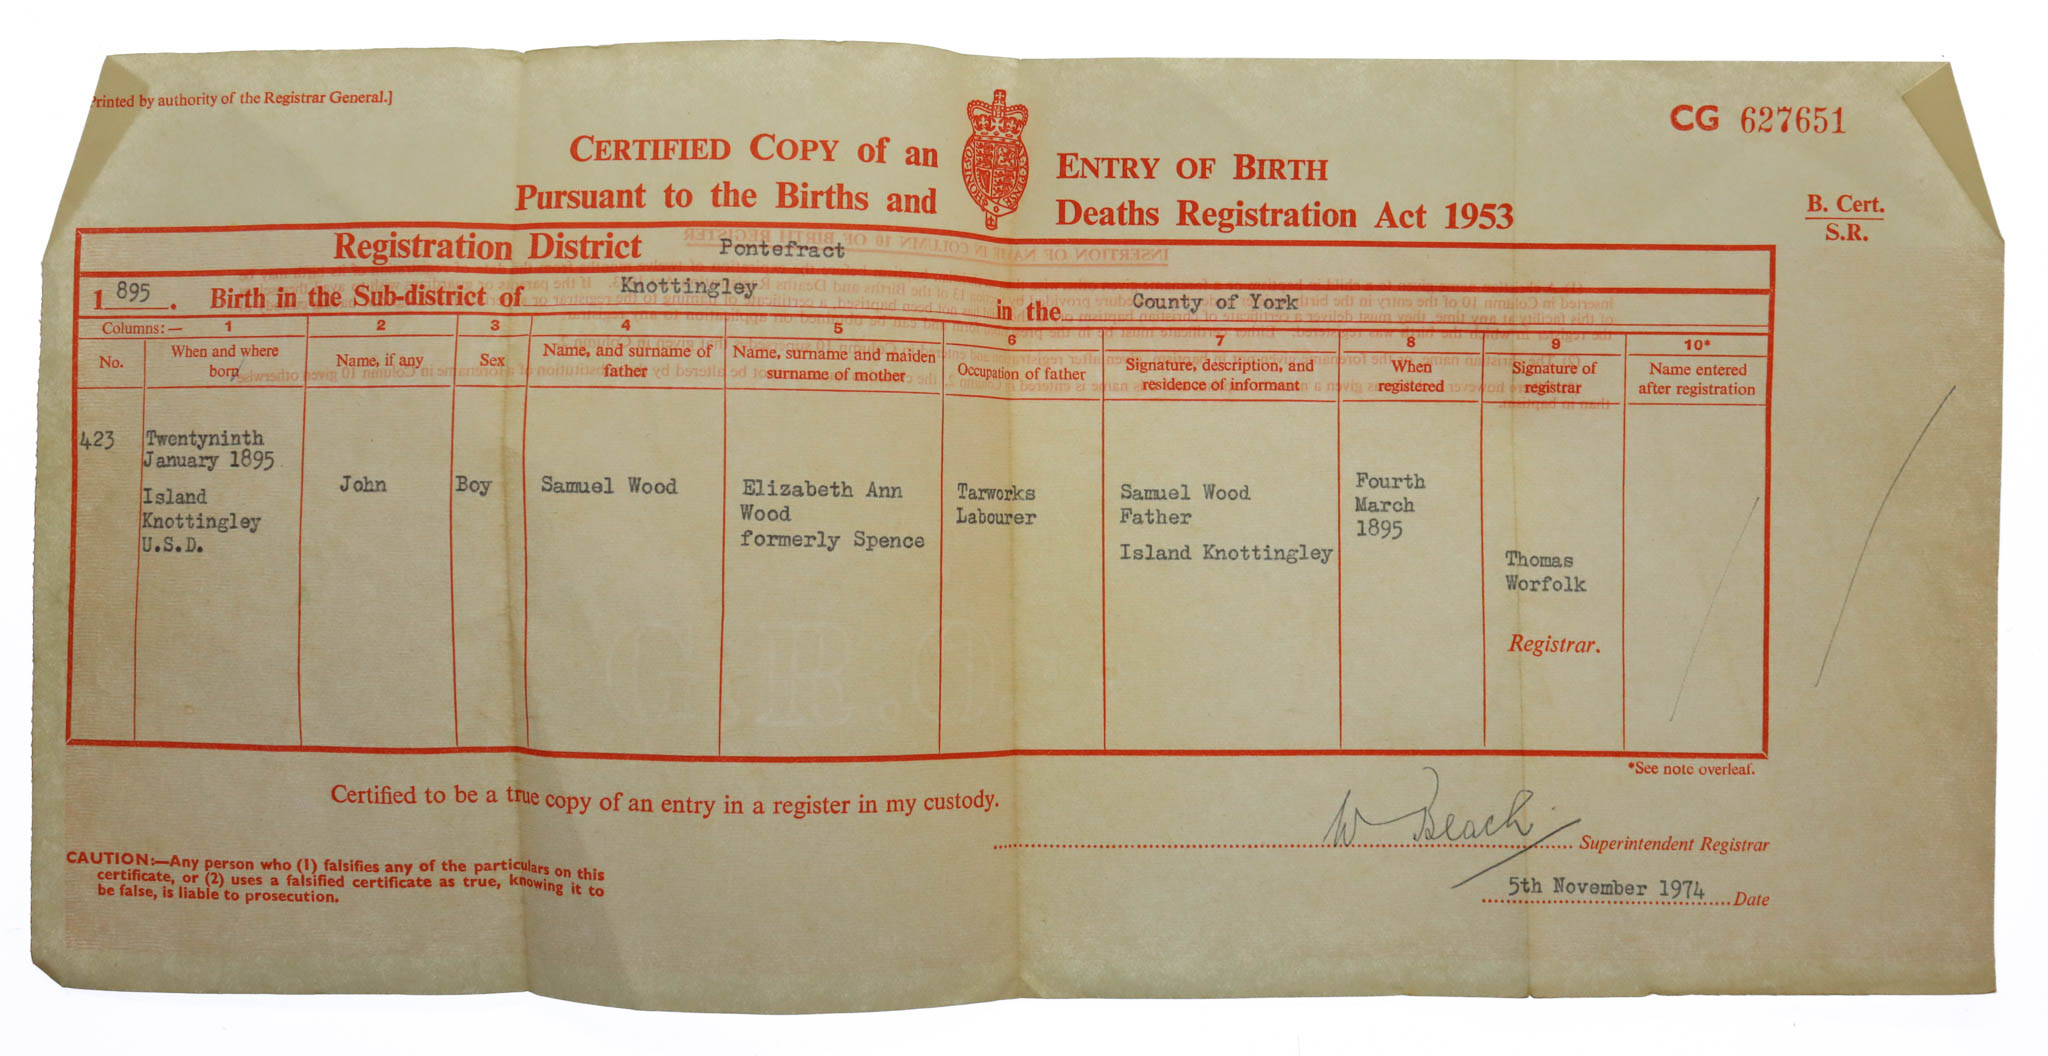 Printed by authority of the Registrar General.]
CG 627651
CERTIFIED COPY of an ENTRY OF BIRTH
Pursuant to the Births and Deaths Registration Act 1953
B. Cert.
S.R.
Registration District Pontefract
1 895 . Birth in the Sub-district of Knottingley in the County of York
Columns:— 1 2 3 4 5 6 7 8 9 10*
No.
When and where
born
Name, if any
Sex
Name, and surname of
father
Name, surname and maiden
surname of mother
Occupation of father
Signature, description, and
residence of informant
When
registered
Signature of
registrar
Name entered
after registration
423
Twentyninth
January 1895
Island
Knottingley
U.S.D.
John
Boy
Samuel Wood
Elizabeth Ann
Wood
formerly Spence
Tarworks
Labourer
Samuel Wood
Father
Island Knottingley
Fourth
March
1895
Thomas
Worfolk
Registrar.
*See note overleaf.
Certified to be a true copy of an entry in a register in my custody.
W Beach Superintendent Registrar
5th November 1974 Date
CAUTION:—Any person who (1) falsifies any of the particulars on this
certificate, or (2) uses a falsified certificate as true, knowing it to
be false, is liable to prosecution.